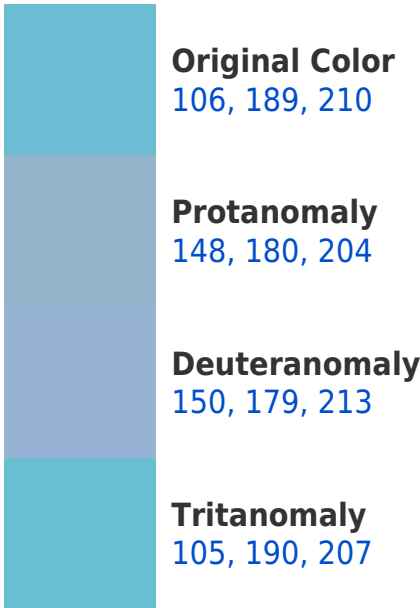 Original Color
106, 189, 210
Protanomaly
148, 180, 204
Deuteranomaly
150, 179, 213
Tritanomaly
105, 190, 207